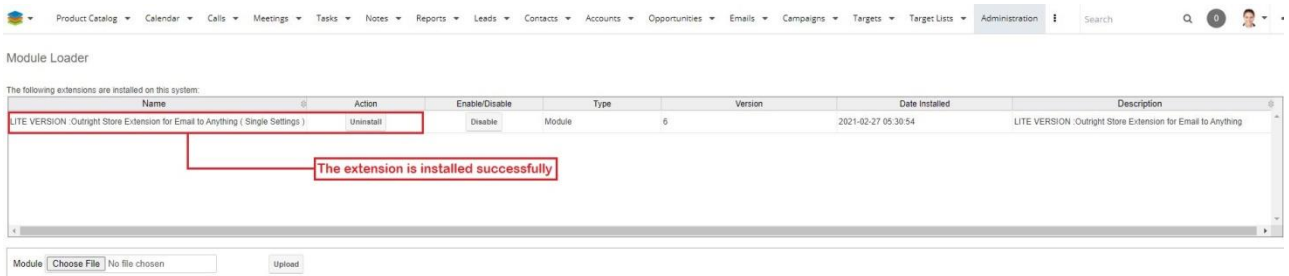 Product Catalog Calendar Calls Meetings Tasks Notes Reports Leads Contacts Accounts Opportunities Emails Campaigns Targets Target Lists Administration Search 0
Module Loader
The following extensions are installed on this system:
Name Action Enable/Disable Type Version Date Installed Description
LITE VERSION :Outright Store Extension for Email to Anything ( Single Settings ) Uninstall Disable Module 6 2021-02-27 05:30:54 LITE VERSION :Outright Store Extension for Email to Anything
The extension is installed successfully
Module Choose File No file chosen Upload